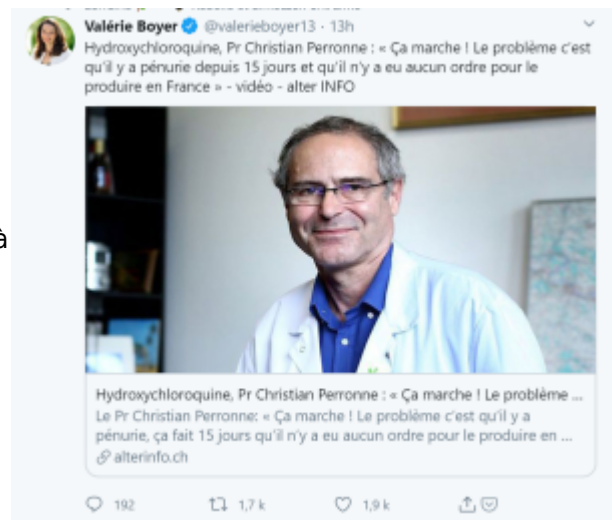 Valérie Boyer @valerieboyer13 · 13h
Hydroxychloroquine, Pr Christian Perronne : « Ça marche ! Le problème c'est
qu'il y a pénurie depuis 15 jours et qu'il n'y a eu aucun ordre pour le
produire en France » - vidéo - alter INFO
à
Hydroxychloroquine, Pr Christian Perronne : « Ça marche ! Le problème ...
Le Pr Christian Perronne: « Ça marche ! Le problème c'est qu'il y a
pénurie, ça fait 15 jours qu'il n'y a eu aucun ordre pour le produire en ...
alterinfo.ch
192 1,7 k 1,9 k